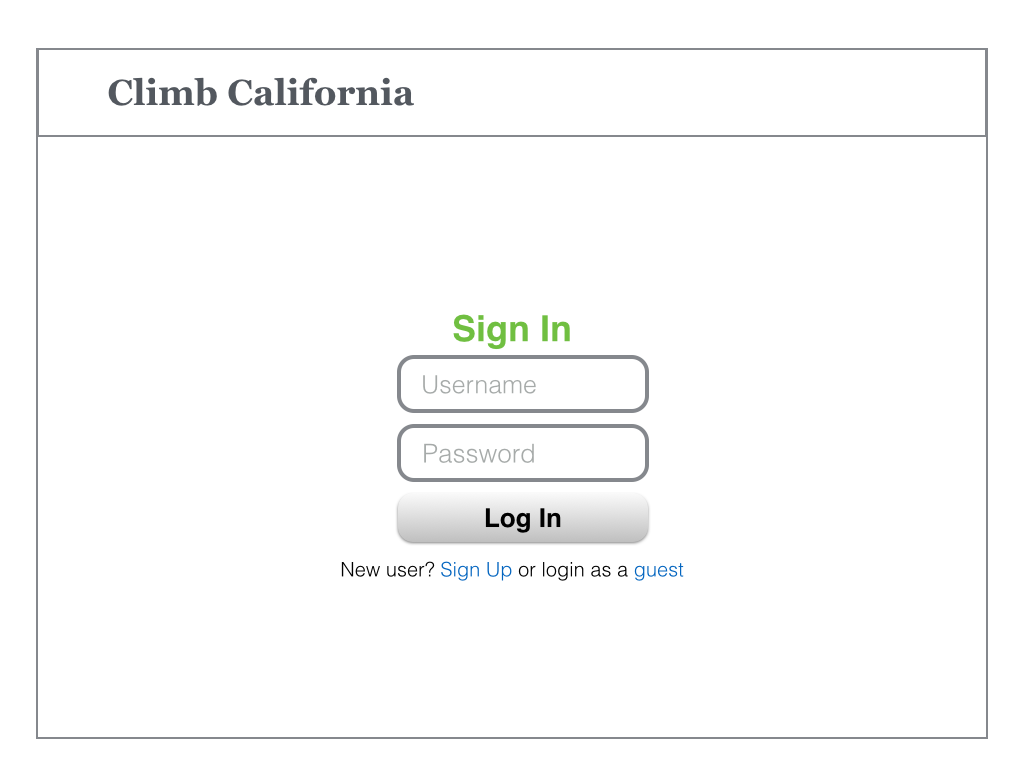 Climb California
Sign In
Username
Password
Log In
New user? Sign Up or login as a guest